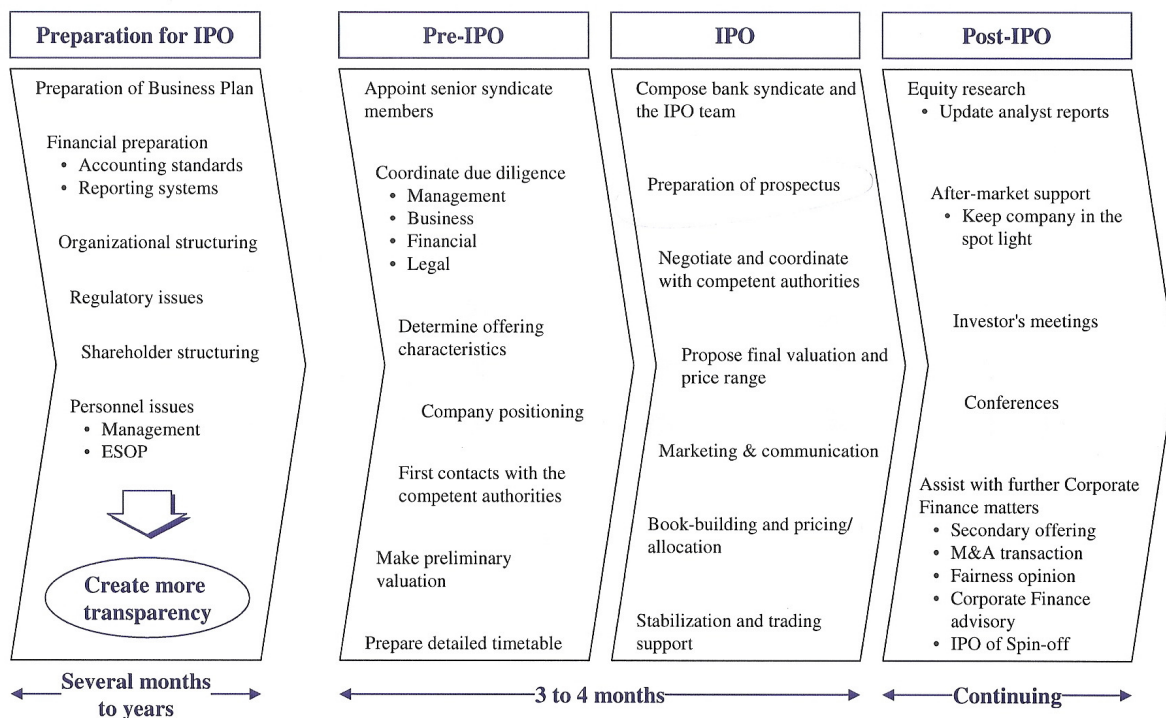 Preparation for IPO
Preparation of Business Plan
Financial preparation
• Accounting standards
• Reporting systems
Organizational structuring
Regulatory issues
Shareholder structuring
Personnel issues
• Management
• ESOP
Create more
transparency
Several months
to years
Pre-IPO
Appoint senior syndicate
members
Coordinate due diligence
• Management
• Business
• Financial
• Legal
Determine offering
characteristics
Company positioning
First contacts with the
competent authorities
Make preliminary
valuation
Prepare detailed timetable
IPO
Compose bank syndicate and
the IPO team
Preparation of prospectus
Negotiate and coordinate
with competent authorities
Propose final valuation and
price range
Marketing & communication
Book-building and pricing/
allocation
Stabilization and trading
support
3 to 4 months
Post-IPO
Equity research
• Update analyst reports
After-market support
• Keep company in the
spot light
Investor's meetings
Conferences
Assist with further Corporate
Finance matters
• Secondary offering
• M&A transaction
• Fairness opinion
• Corporate Finance
advisory
• IPO of Spin-off
Continuing